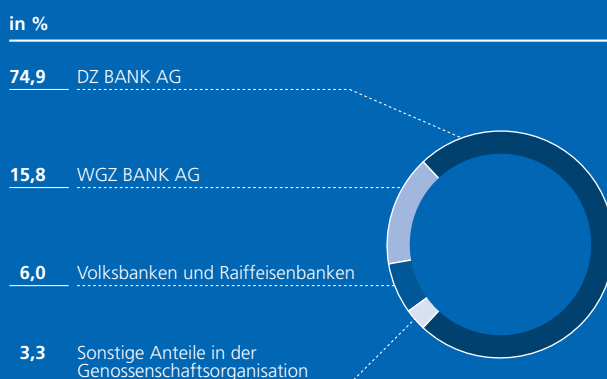 in %
74,9 DZ BANK AG
15,8 WGZ BANK AG
6,0 Volksbanken und Raiffeisenbanken
3,3 Sonstige Anteile in der
Genossenschaftsorganisation